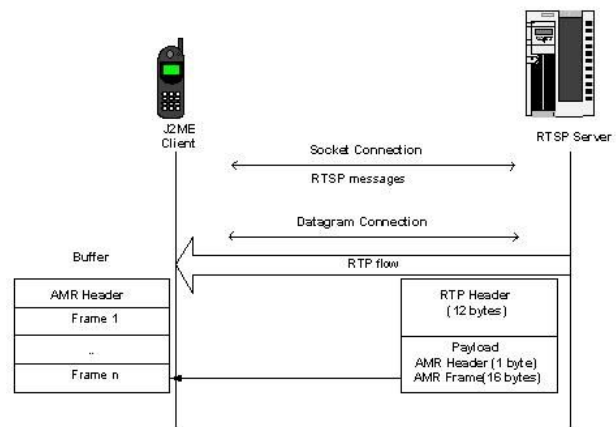 J2ME
Client
RTSP Server
Socket Connection
RTSP messages
Datagram Connection
RTP flow
Buffer
AMR Header
Frame 1
..
Frame n
RTP Header
( 12 bytes)
Payload
AMR Header (1 byte)
AMR Frame(16 bytes)